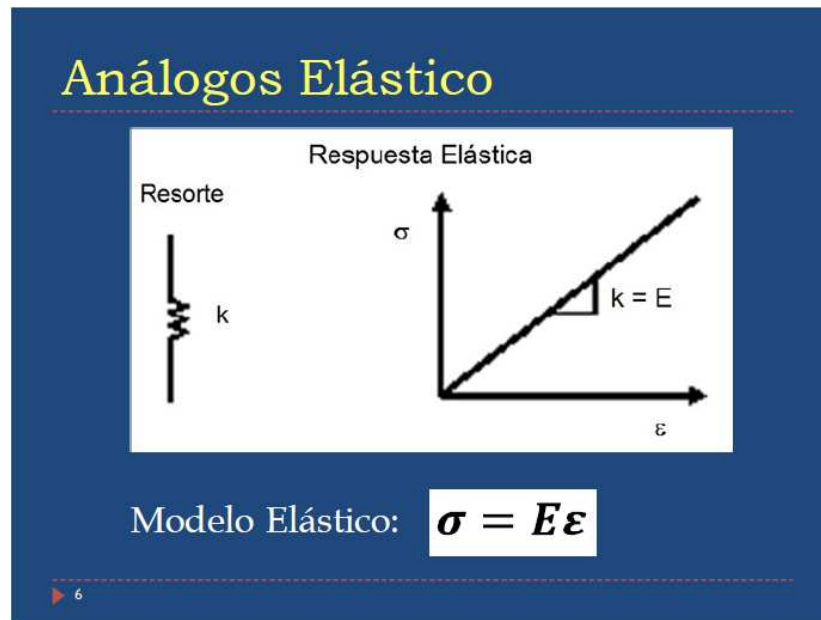 Análogos Elástico
Respuesta Elástica
Resorte
σ
k
k = E
ε
Modelo Elástico: σ = Eε
6